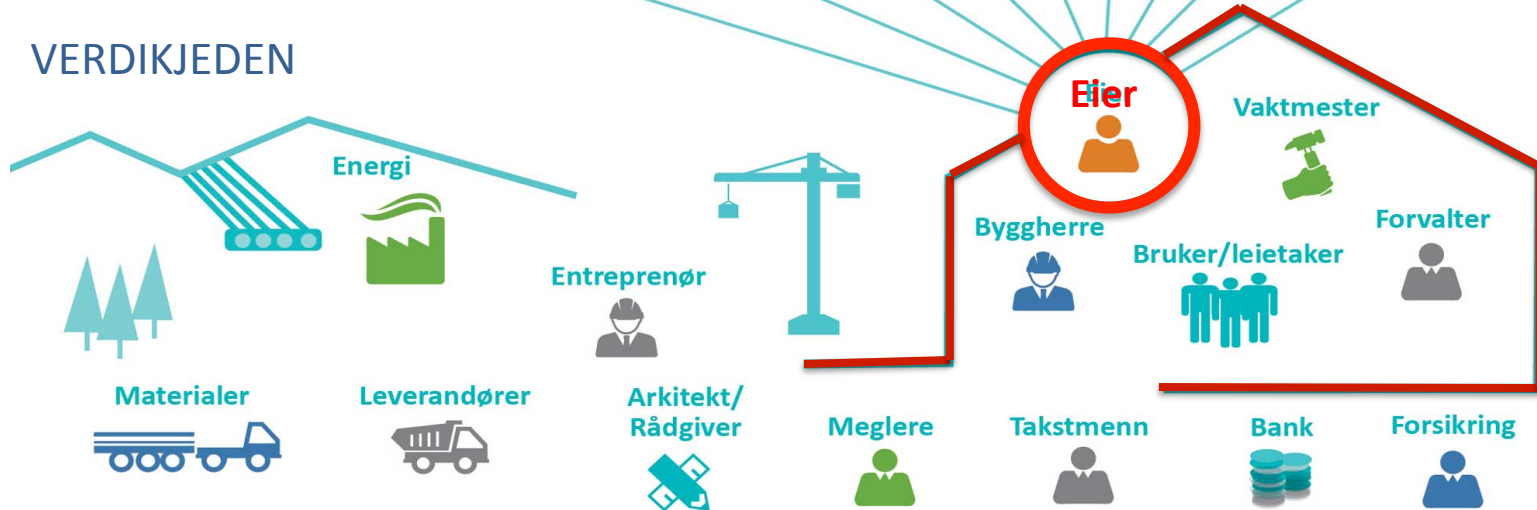 VERDIKJEDEN
Eier
Vaktmester
Energi
Forvalter
Byggherre
Bruker/leietaker
Entreprenør
Materialer
Leverandører
Arkitekt/
Rådgiver
Meglere
Takstmenn
Bank
Forsikring